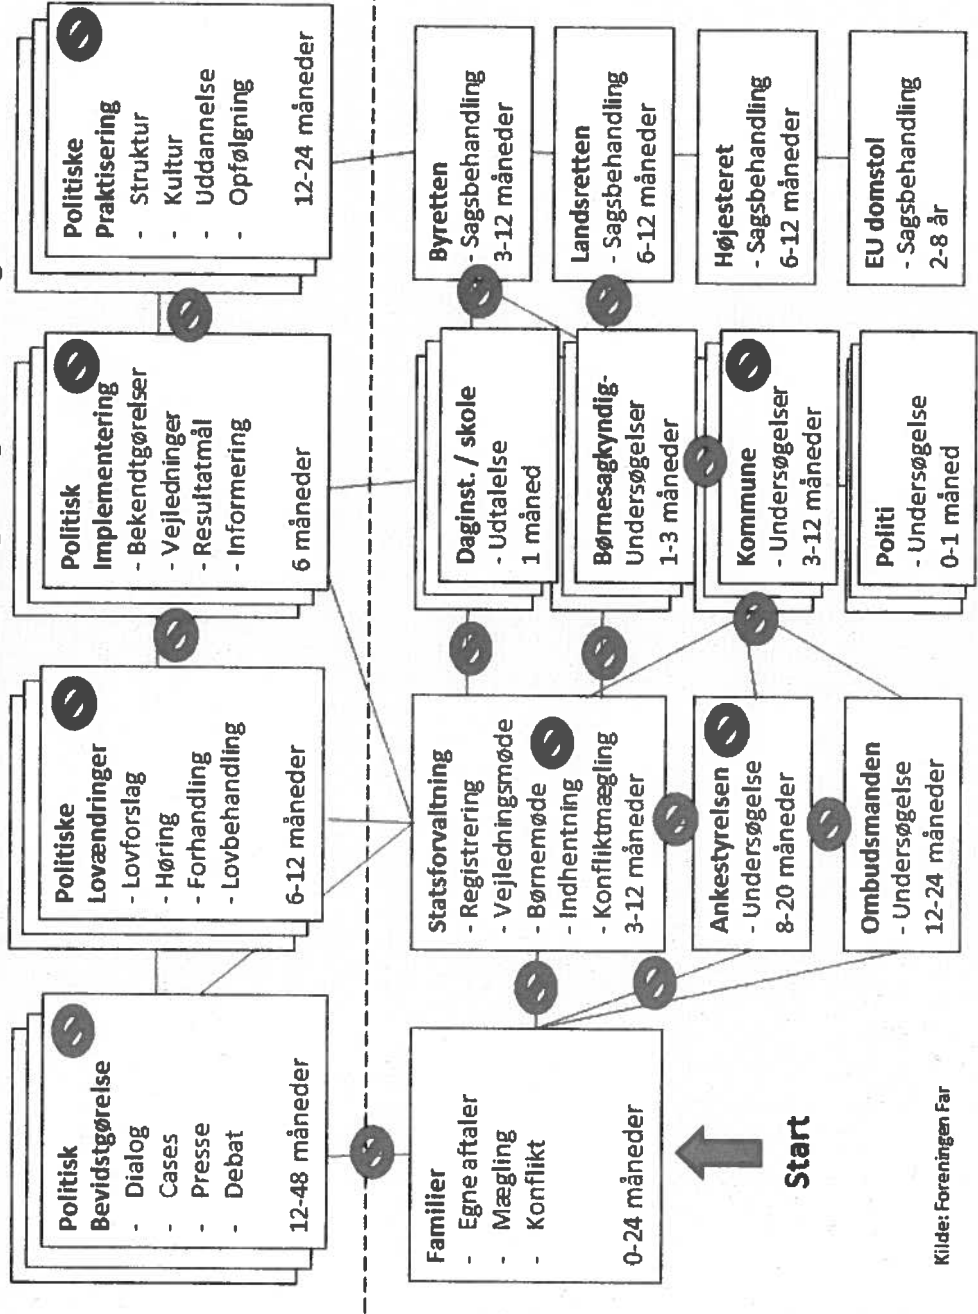 Politisk
Bevidstgørelse
- Dialog
- Cases
- Presse
- Debat
12-48 måneder
Politiske
Lovændringer
- Lovforslag
- Høring
- Forhandling
- Lovbehandling
6-12 måneder
Politisk
Implementering
- Bekendtgørelser
- Vejledninger
- Resultatmål
- Informering
6 måneder
Politiske
Praktisering
- Struktur
- Kultur
- Uddannelse
- Opfølgning
12-24 måneder
Familier
- Egne aftaler
- Mægling
- Konflikt
0-24 måneder
Start
Statsforvaltning
- Registrering
- Vejledningsmøde
- Børnemøde
- Indhentning
- Konfliktmægling
3-12 måneder
Ankestyrelsen
- Undersøgelse
8-20 måneder
Ombudsmanden
- Undersøgelse
12-24 måneder
Daginst. / skole
- Udtalelse
1 måned
Børnesagkyndig-
Undersøgelser
1-3 måneder
Kommune
- Undersøgelser
3-12 måneder
Politi
- Undersøgelse
0-1 måned
Byretten
- Sagsbehandling
3-12 måneder
Landsretten
- Sagsbehandling
6-12 måneder
Højesteret
- Sagsbehandling
6-12 måneder
EU domstol
- Sagsbehandling
2-8 år
Kilde: Foreningen Far